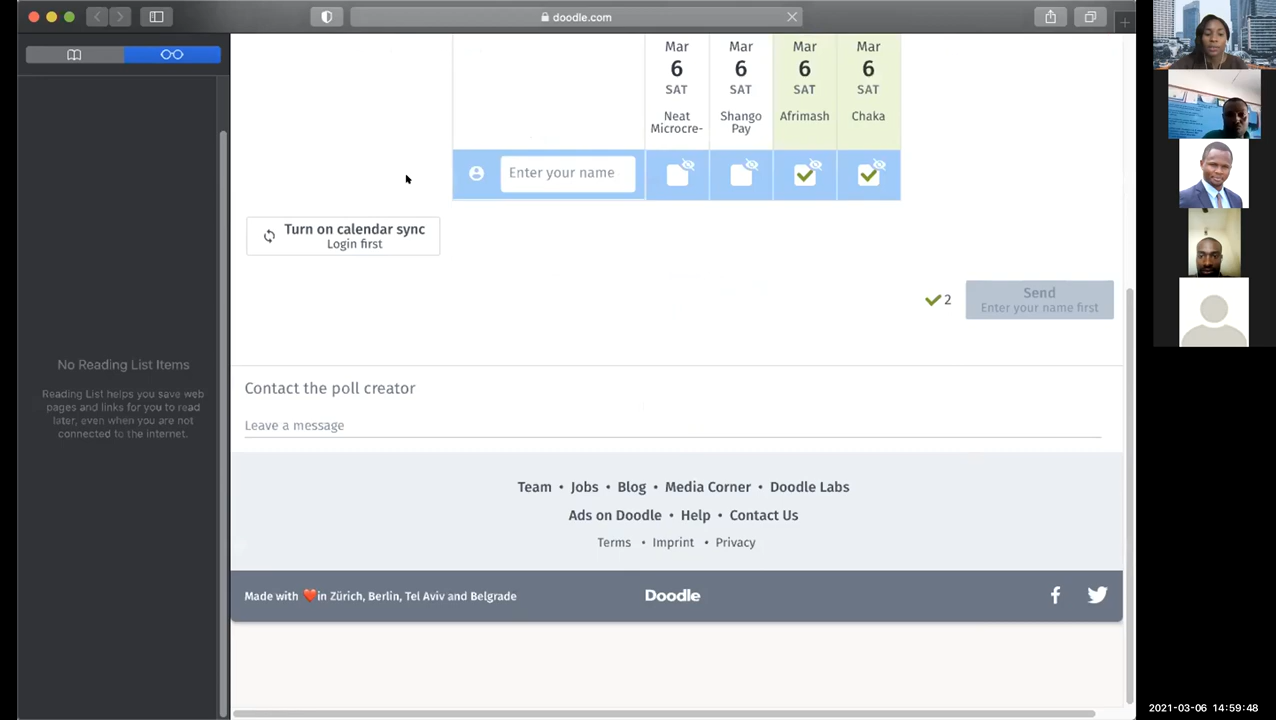 doodle.com
Mar Mar Mar Mar
6 6 6 6
SAT SAT SAT SAT
Neat Shango Afrimash Chaka
Microcre- Pay
Enter your name
Turn on calendar sync
Login first
2
Send
Enter your name first
No Reading List Items
Reading List helps you save web
pages and links for you to read
later, even when you are not
connected to the internet.
Contact the poll creator
Leave a message
Team • Jobs • Blog • Media Corner • Doodle Labs
Ads on Doodle • Help • Contact Us
Terms • Imprint • Privacy
Made with ❤️in Zürich, Berlin, Tel Aviv and Belgrade
Doodle
2021-03-06 14:59:48